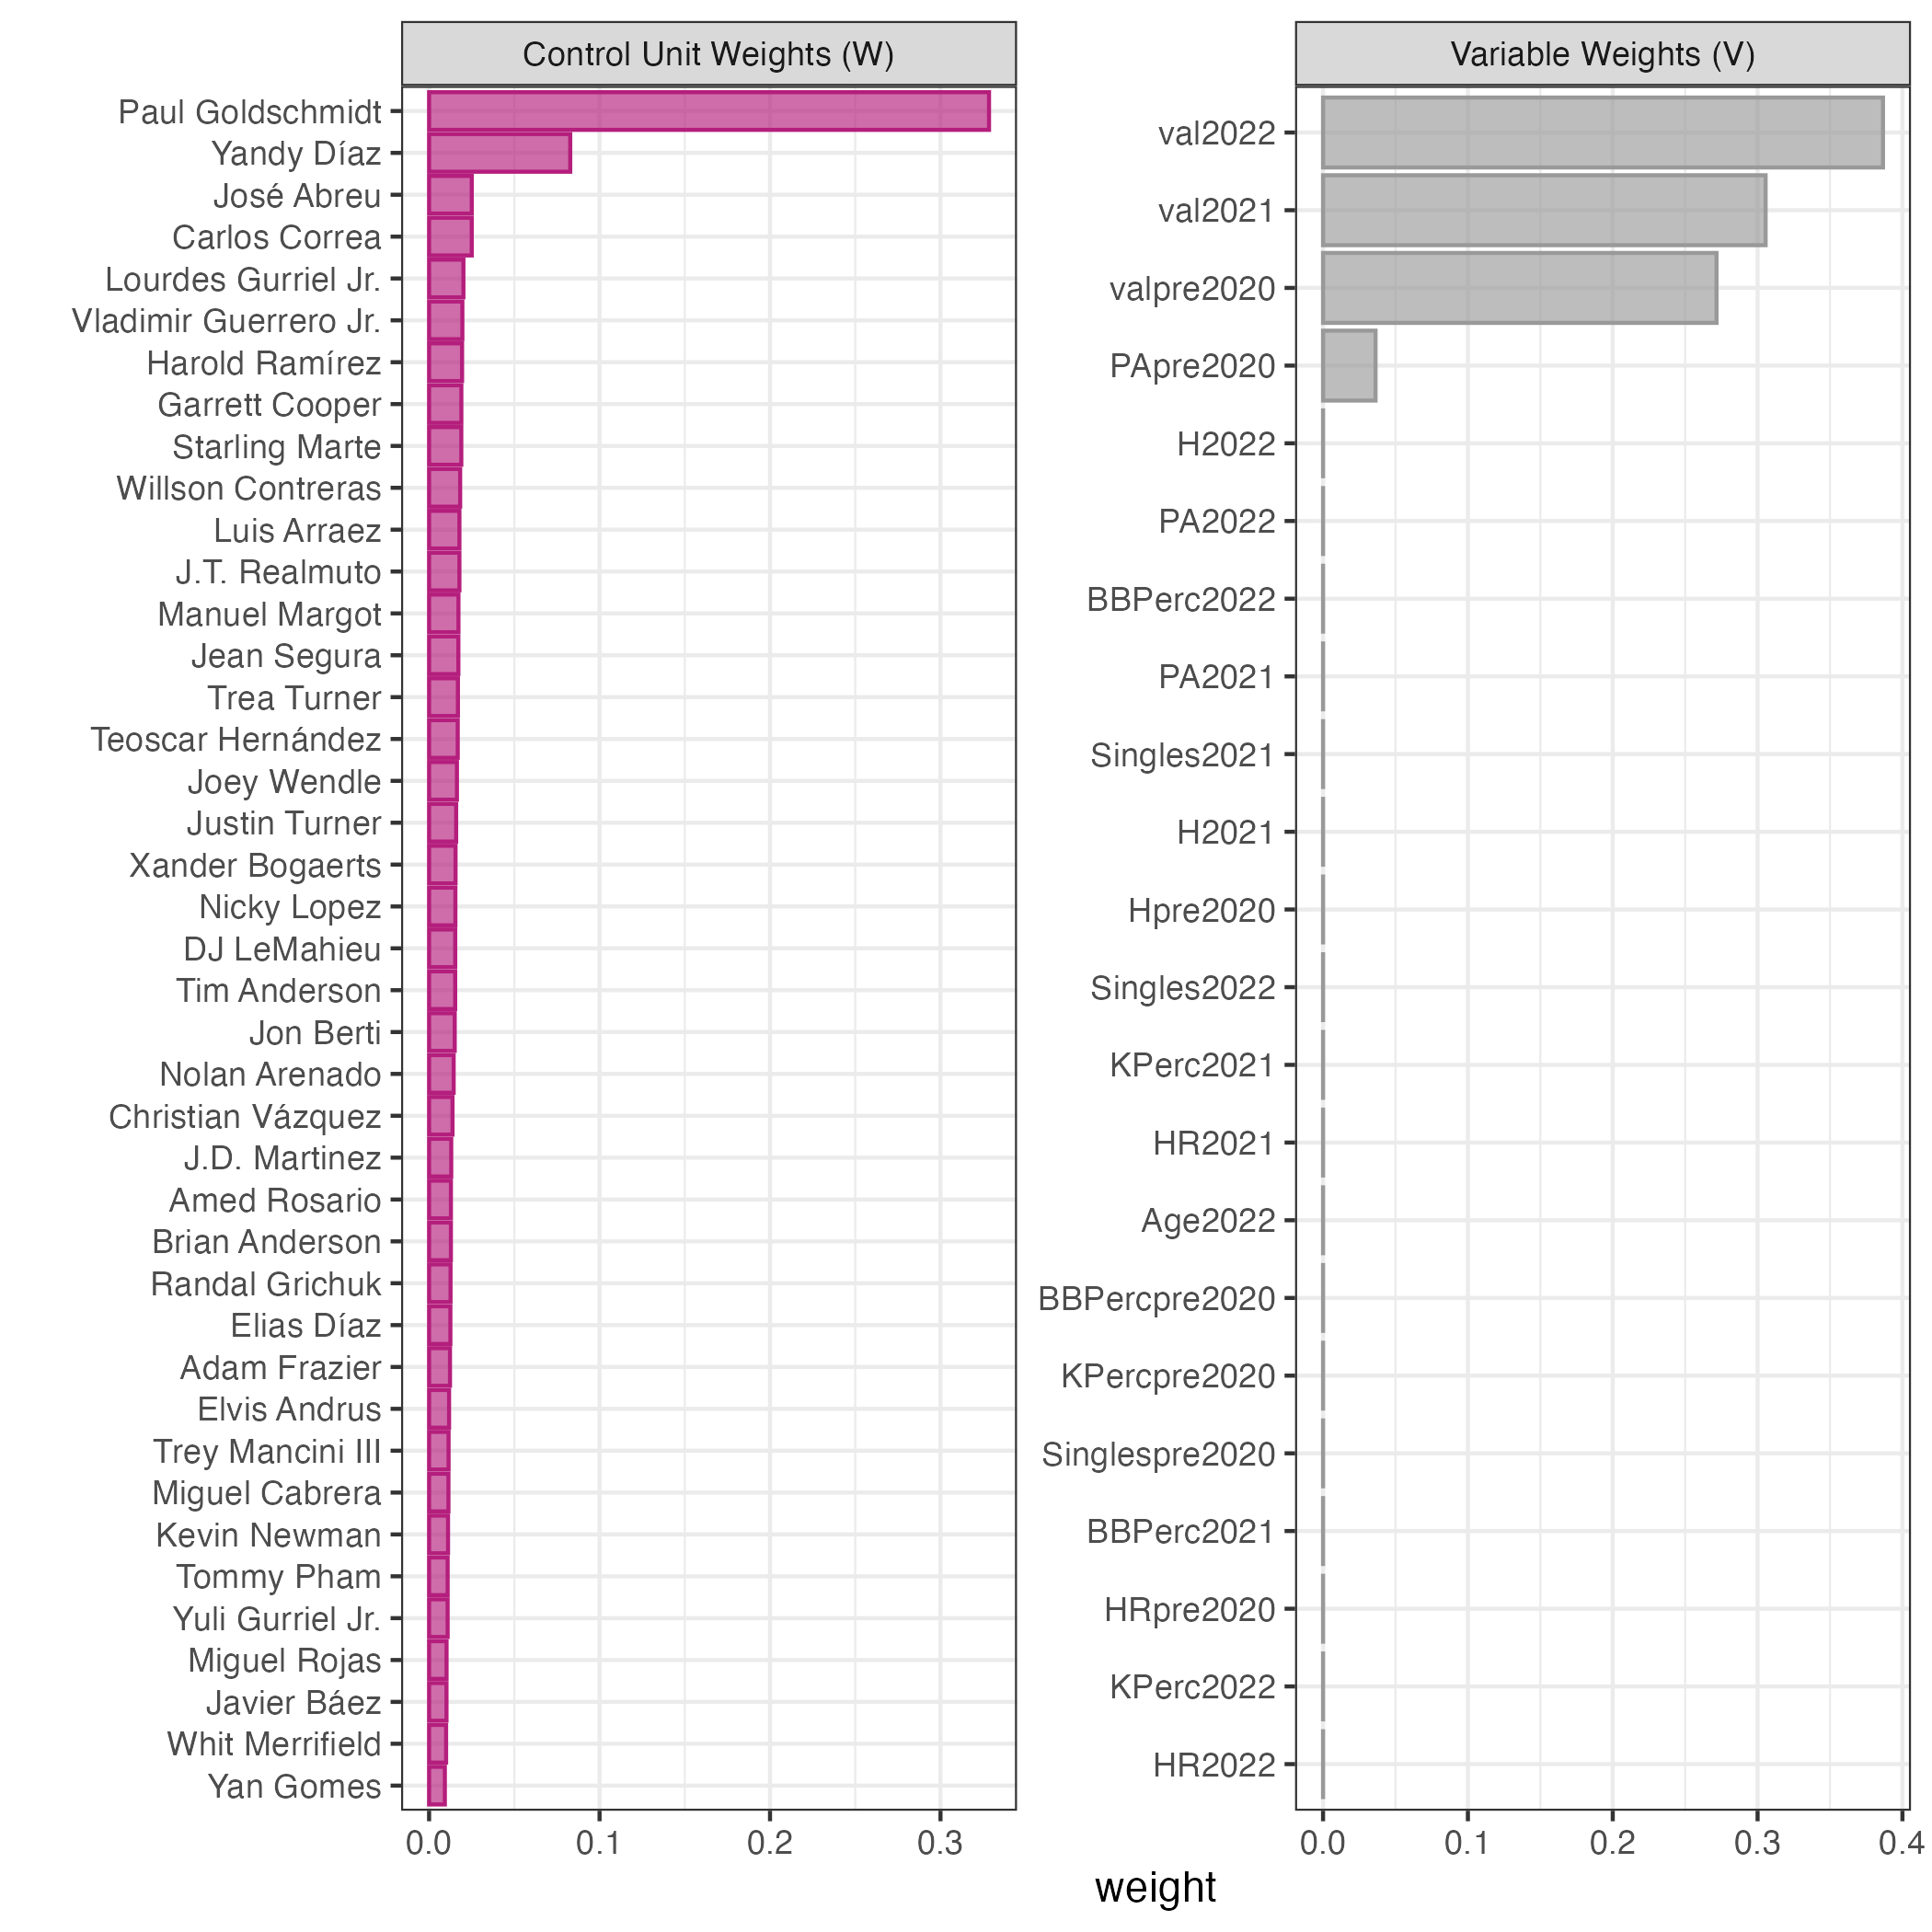 Control Unit Weights (W)
Paul Goldschmidt
Yandy Díaz
José Abreu
Carlos Correa
Lourdes Gurriel Jr.
Vladimir Guerrero Jr.
Harold Ramírez
Garrett Cooper
Starling Marte
Willson Contreras
Luis Arraez
J.T. Realmuto
Manuel Margot
Jean Segura
Trea Turner
Teoscar Hernández
Joey Wendle
Justin Turner
Xander Bogaerts
Nicky Lopez
DJ LeMahieu
Tim Anderson
Jon Berti
Nolan Arenado
Christian Vázquez
J.D. Martinez
Amed Rosario
Brian Anderson
Randal Grichuk
Elias Díaz
Adam Frazier
Elvis Andrus
Trey Mancini III
Miguel Cabrera
Kevin Newman
Tommy Pham
Yuli Gurriel Jr.
Miguel Rojas
Javier Báez
Whit Merrifield
Yan Gomes
0.0 0.1 0.2 0.3
Variable Weights (V)
val2022
val2021
valpre2020
PApre2020
H2022
PA2022
BBPerc2022
PA2021
Singles2021
H2021
Hpre2020
Singles2022
KPerc2021
HR2021
Age2022
BBPercpre2020
KPercpre2020
Singlespre2020
BBPerc2021
HRpre2020
KPerc2022
HR2022
0.0 0.1 0.2 0.3 0.4
weight